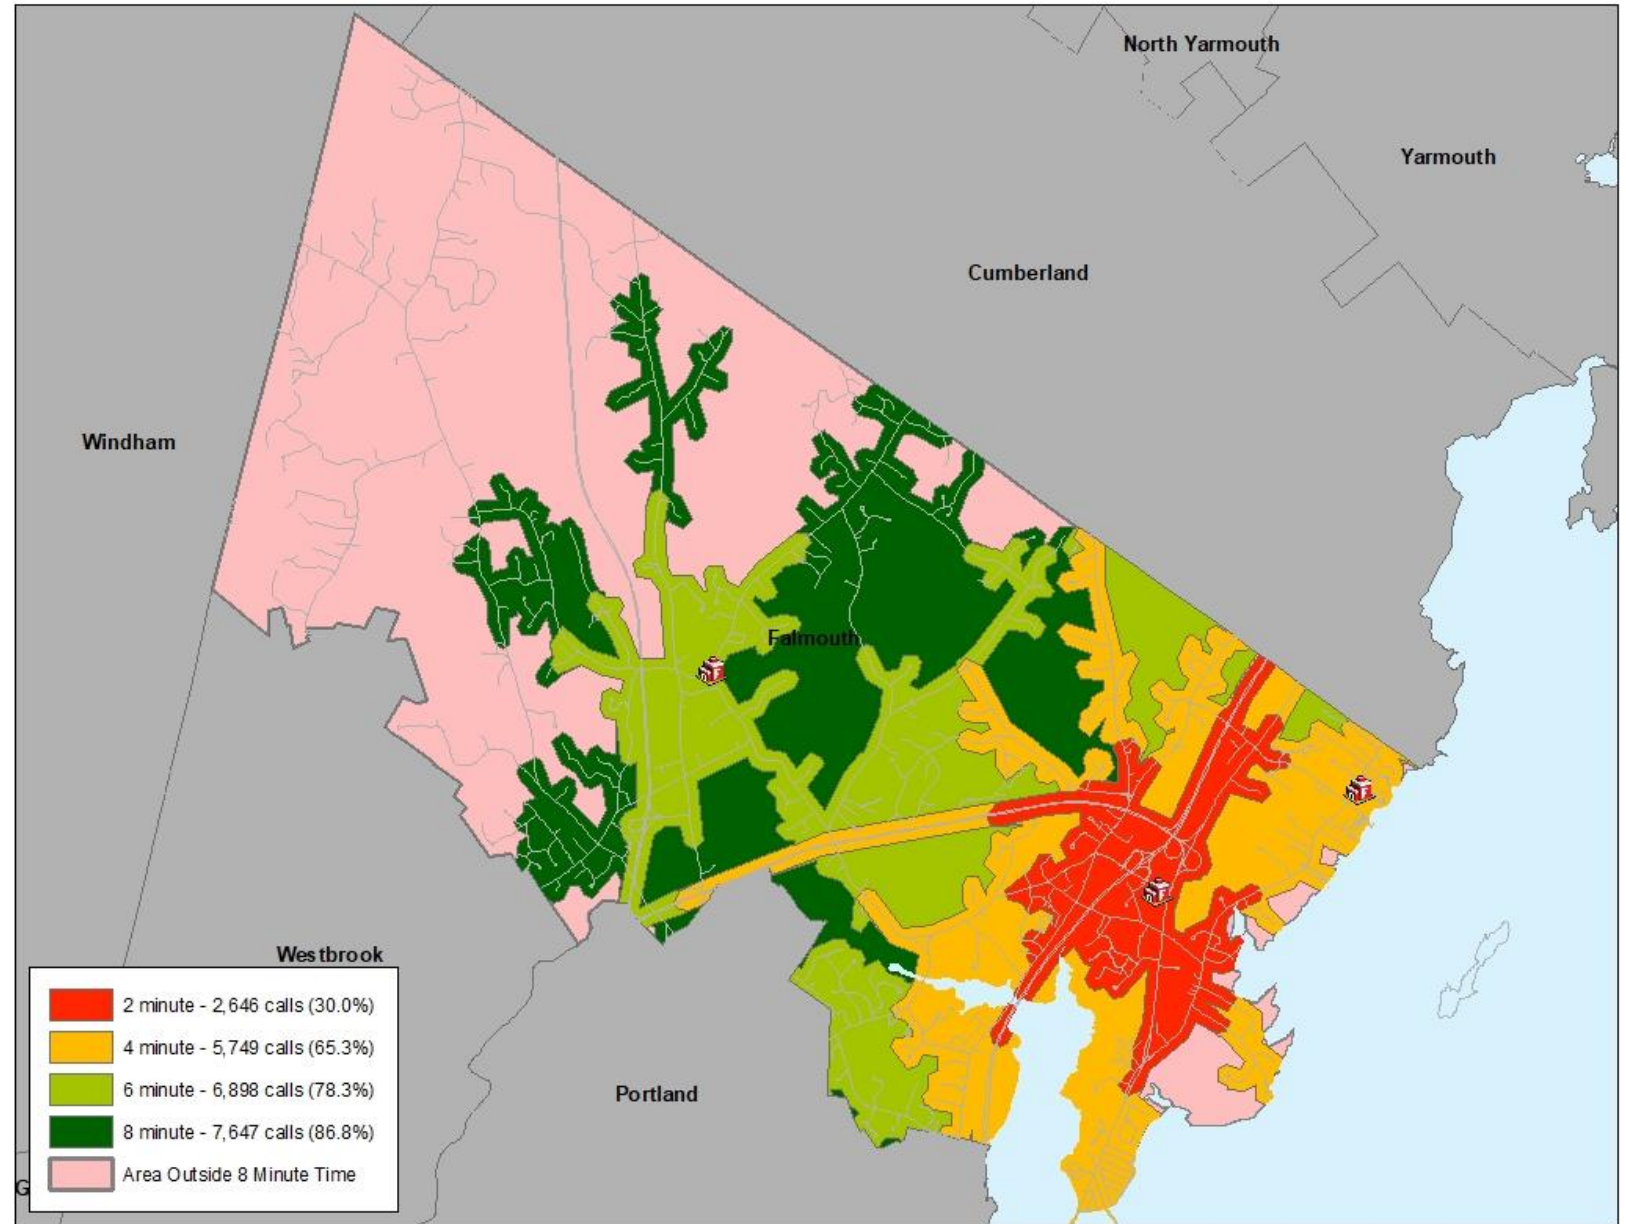 North Yarmouth
Yarmouth
Cumberland
Windham
Falmouth
Westbrook
Portland
G
2 minute - 2,646 calls (30.0%)
4 minute - 5,749 calls (65.3%)
6 minute - 6,898 calls (78.3%)
8 minute - 7,647 calls (86.8%)
Area Outside 8 Minute Time